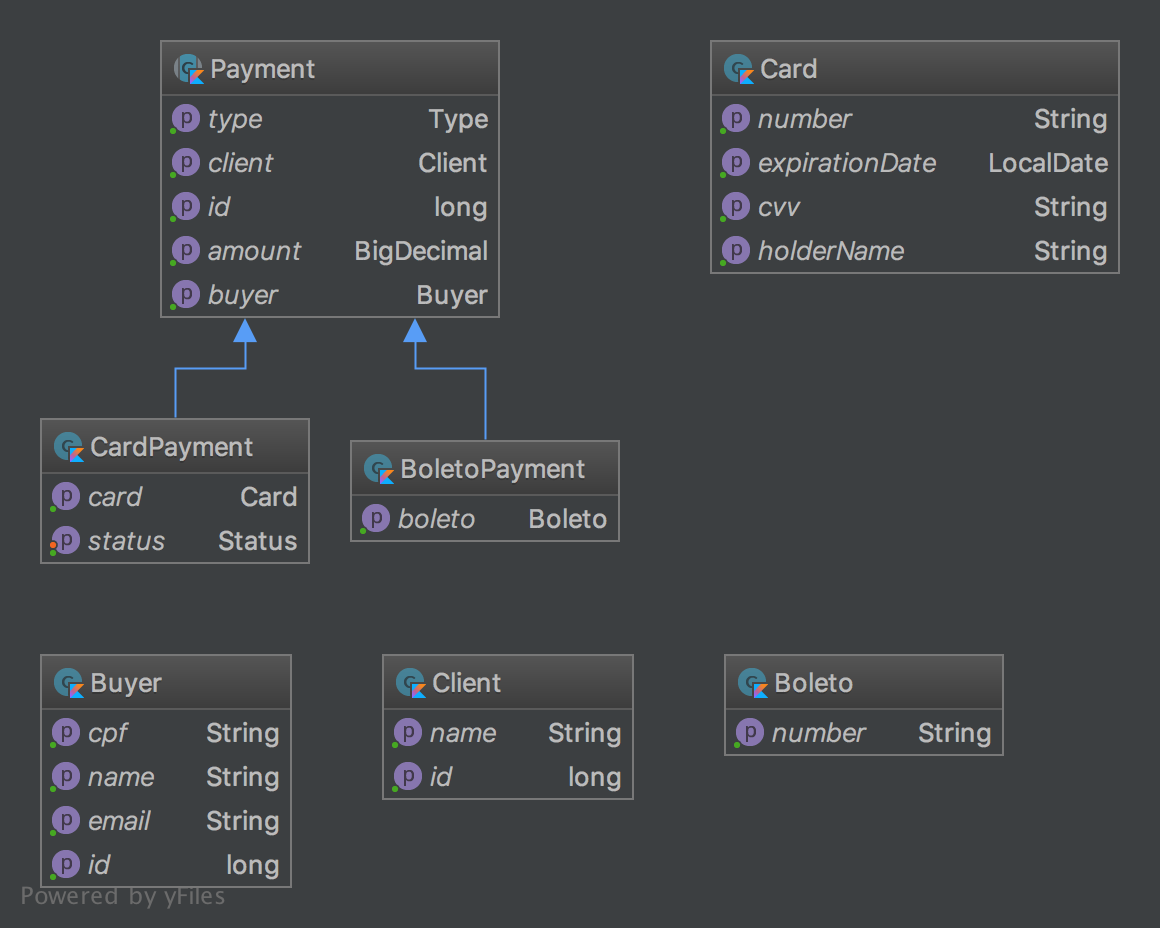 Payment
type Type
client Client
id long
amount BigDecimal
buyer Buyer
Card
number String
expirationDate LocalDate
cvv String
holderName String
CardPayment
card Card
status Status
BoletoPayment
boleto Boleto
Buyer
cpf String
name String
email String
id long
Client
name String
id long
Boleto
number String
Powered by yFiles